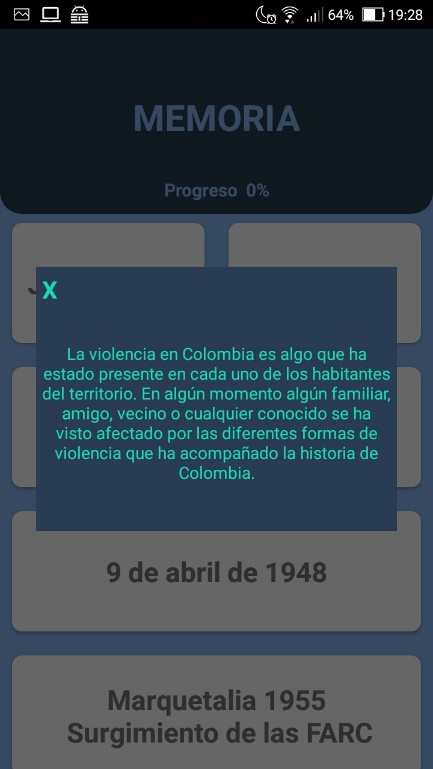 64% 19:28
MEMORIA
Progreso 0%
X
La violencia en Colombia es algo que ha
estado presente en cada uno de los habitantes
del territorio. En algún momento algún familiar,
amigo, vecino o cualquier conocido se ha
visto afectado por las diferentes formas de
violencia que ha acompañado la historia de
Colombia.
9 de abril de 1948
Marquetalia 1955
Surgimiento de las FARC